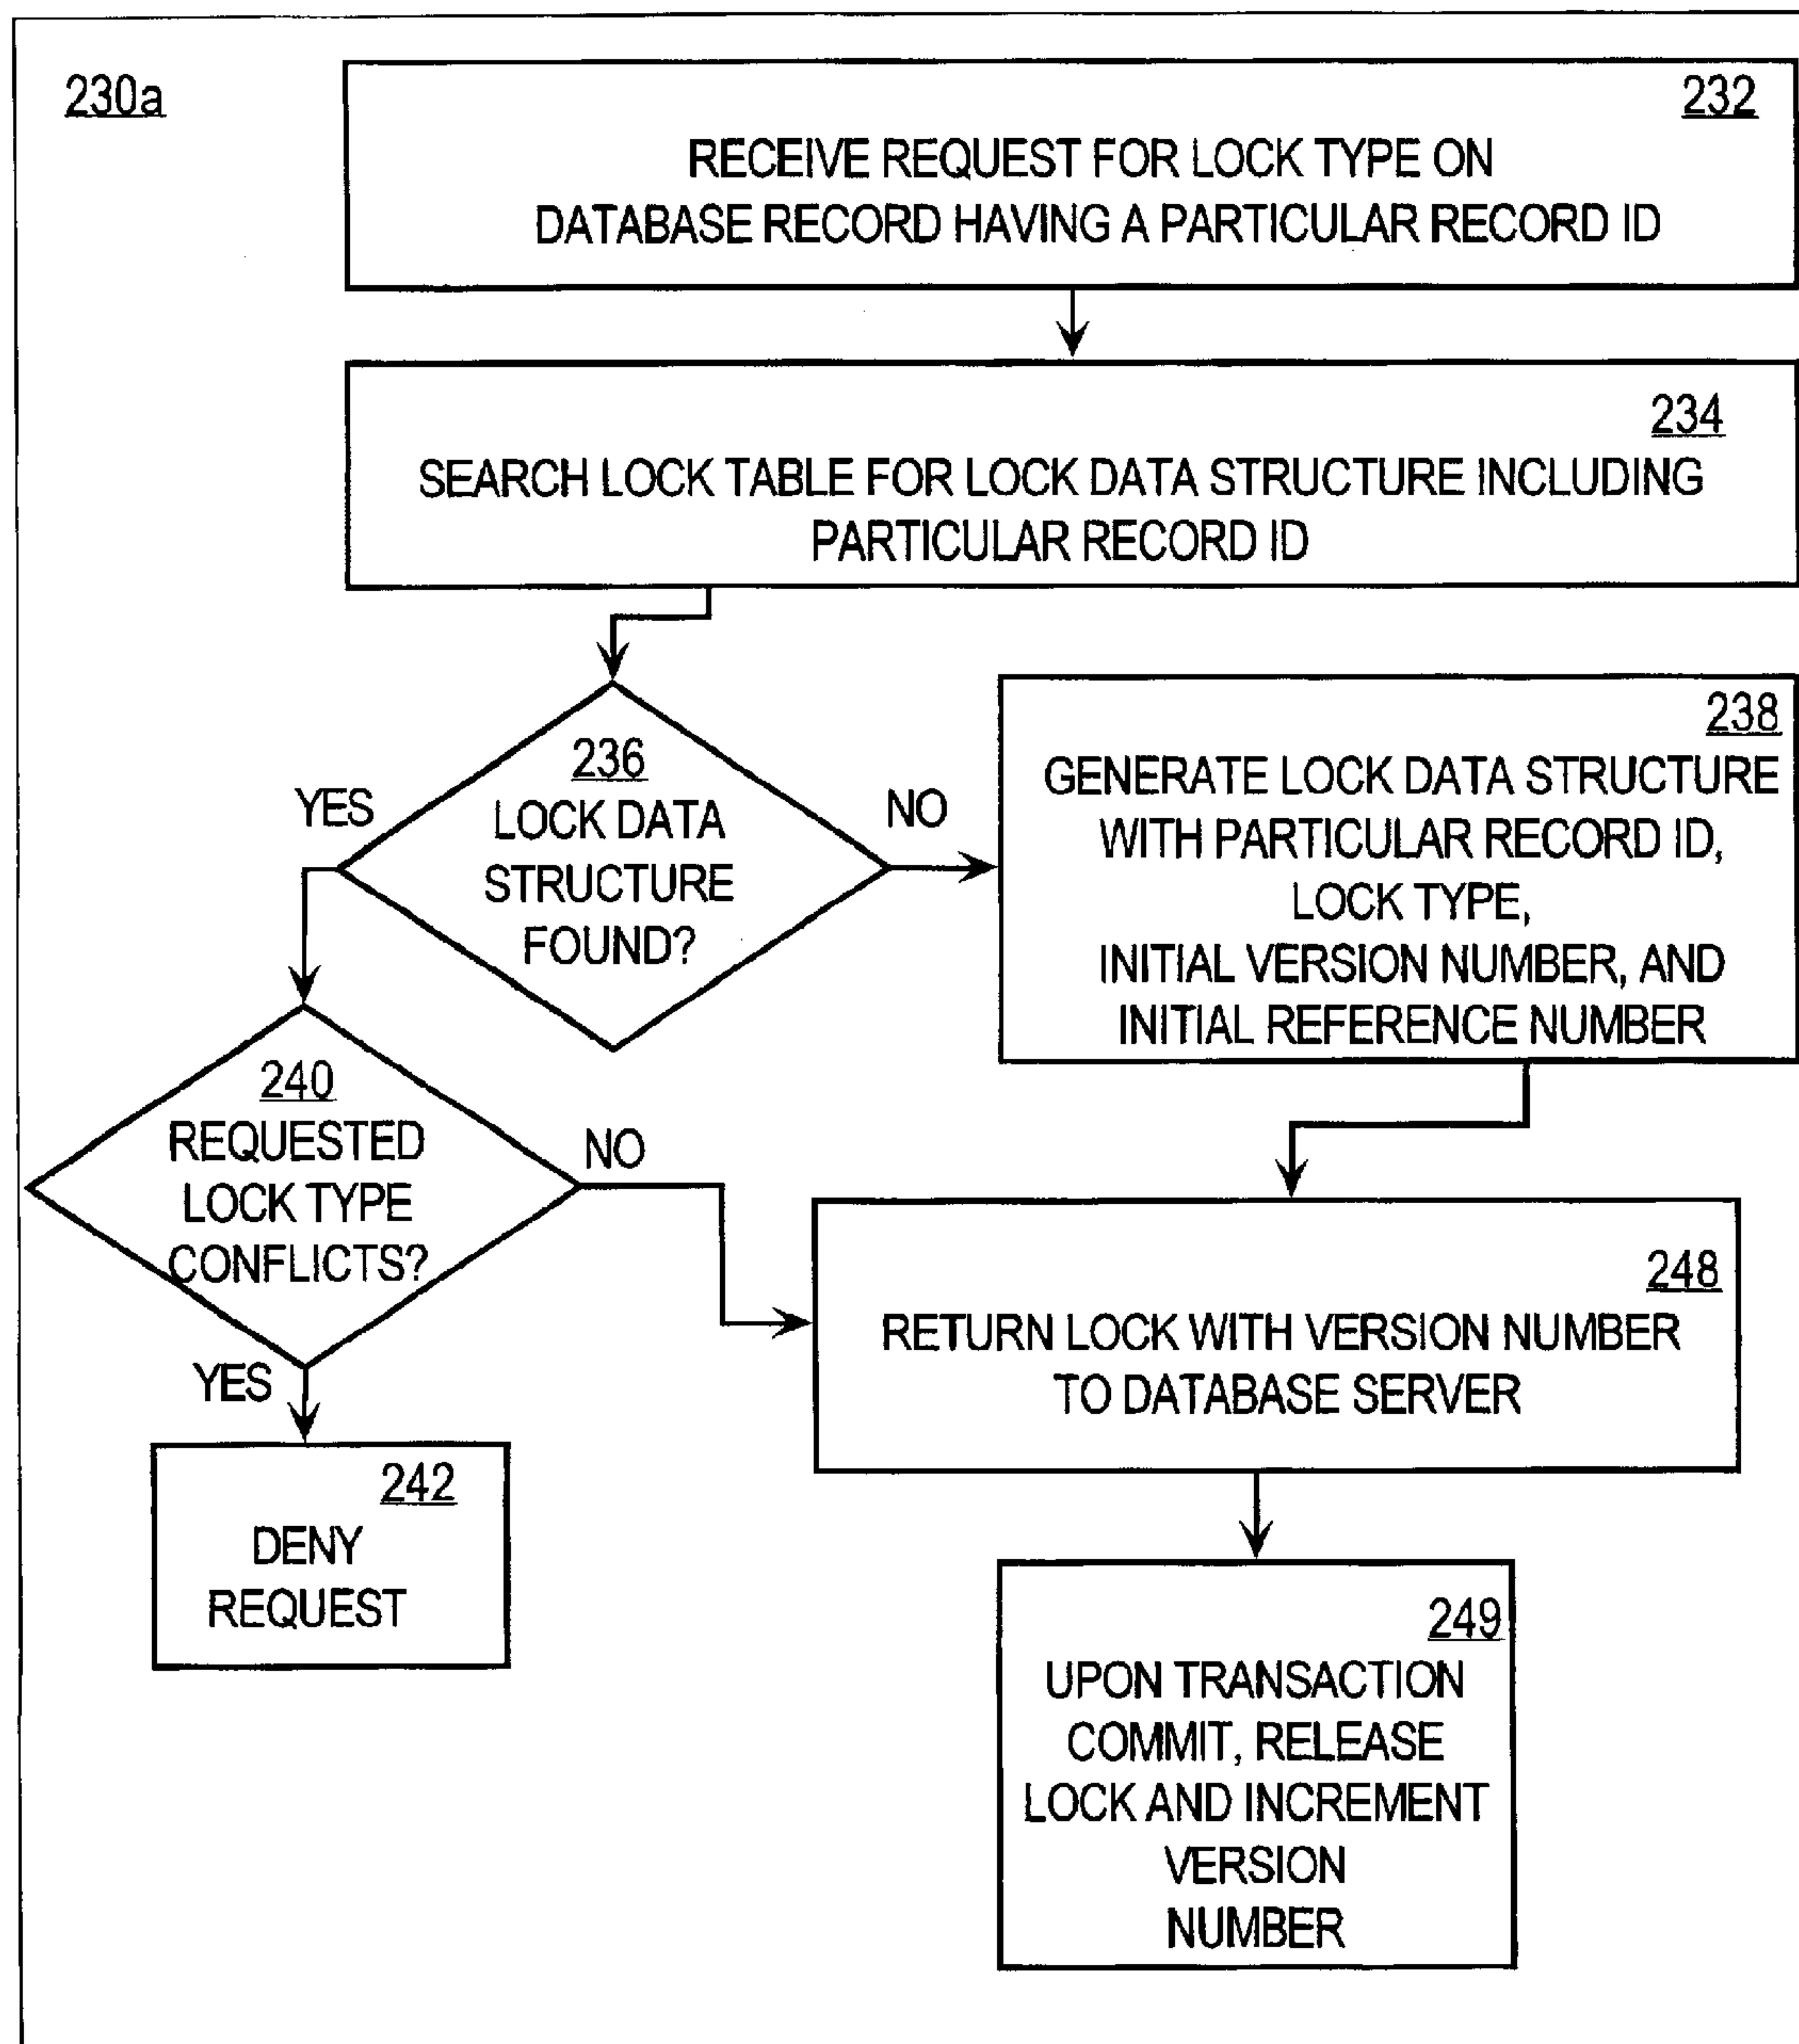 230a
232
RECEIVE REQUEST FOR LOCK TYPE ON
DATABASE RECORD HAVING A PARTICULAR RECORD ID
234
SEARCH LOCK TABLE FOR LOCK DATA STRUCTURE INCLUDING
PARTICULAR RECORD ID
236
LOCK DATA
STRUCTURE
FOUND?
YES
NO
238
GENERATE LOCK DATA STRUCTURE
WITH PARTICULAR RECORD ID,
LOCK TYPE,
INITIAL VERSION NUMBER, AND
INITIAL REFERENCE NUMBER
240
REQUESTED
LOCK TYPE
CONFLICTS?
NO
YES
242
DENY
REQUEST
248
RETURN LOCK WITH VERSION NUMBER
TO DATABASE SERVER
249
UPON TRANSACTION
COMMIT, RELEASE
LOCK AND INCREMENT
VERSION
NUMBER